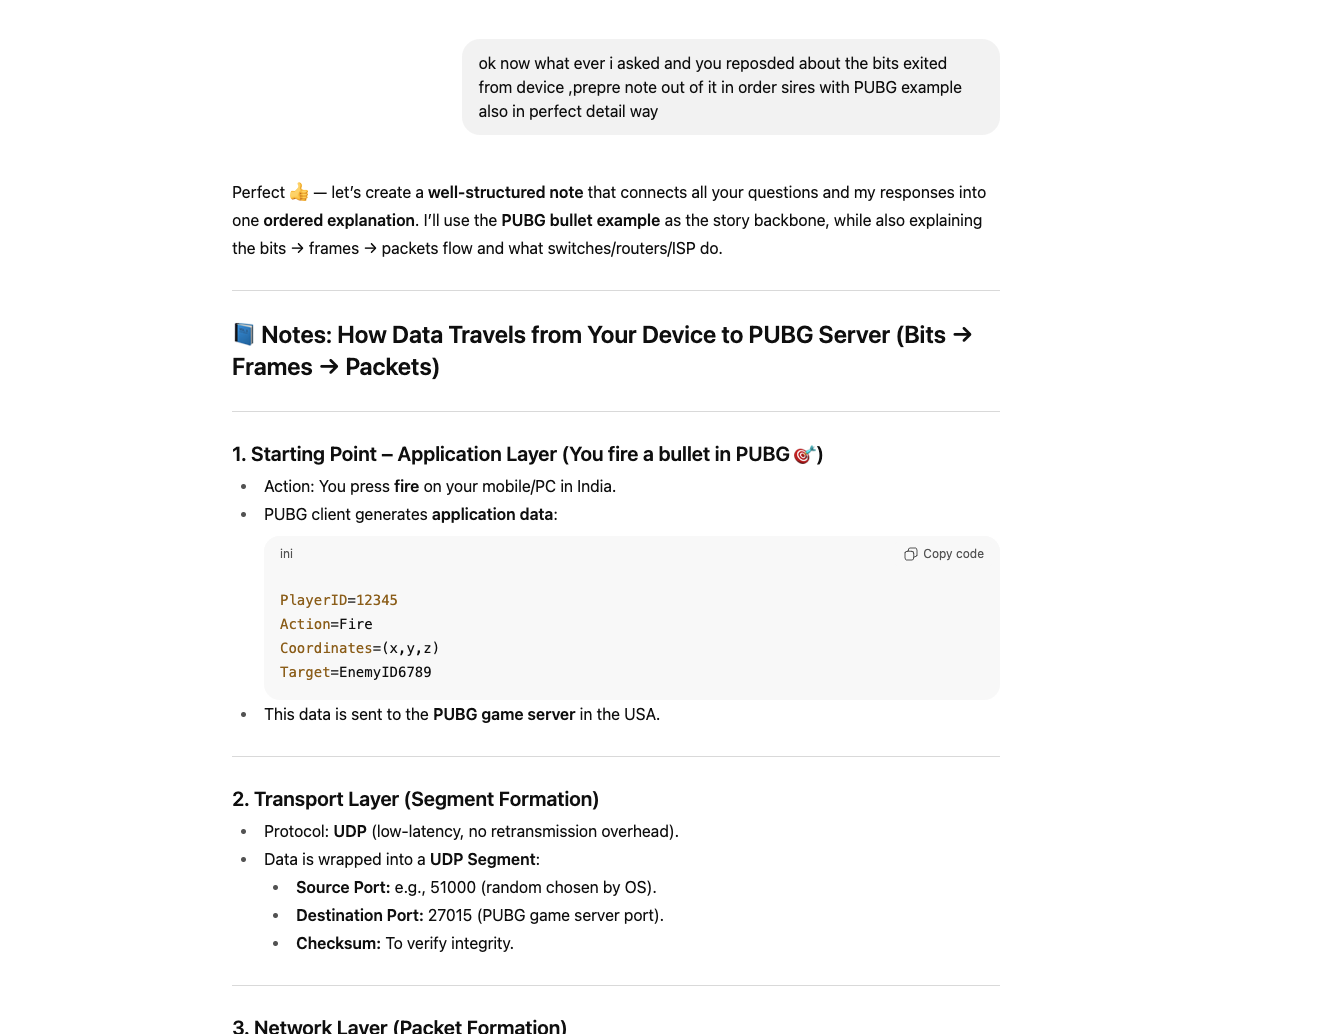 ok now what ever i asked and you reposded about the bits exited
from device ,prepre note out of it in order sires with PUBG example
also in perfect detail way
Perfect 👍 — let's create a well-structured note that connects all your questions and my responses into
one ordered explanation. I'll use the PUBG bullet example as the story backbone, while also explaining
the bits → frames → packets flow and what switches/routers/ISP do.
📘 Notes: How Data Travels from Your Device to PUBG Server (Bits →
Frames → Packets)
1. Starting Point – Application Layer (You fire a bullet in PUBG 🎯)
• Action: You press fire on your mobile/PC in India.
• PUBG client generates application data:
ini
Copy code
PlayerID=12345
Action=Fire
Coordinates=(x,y,z)
Target=EnemyID6789
• This data is sent to the PUBG game server in the USA.
2. Transport Layer (Segment Formation)
• Protocol: UDP (low-latency, no retransmission overhead).
• Data is wrapped into a UDP Segment:
• Source Port: e.g., 51000 (random chosen by OS).
• Destination Port: 27015 (PUBG game server port).
• Checksum: To verify integrity.
3. Network Layer (Packet Formation)